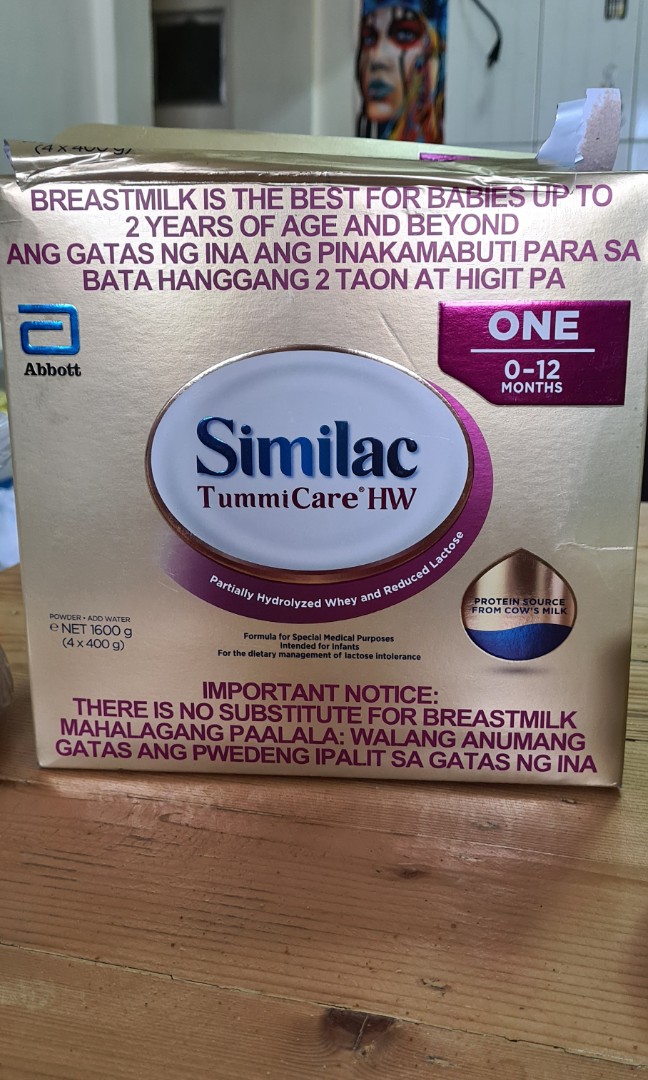 (4 x 400 g)
BREASTMILK IS THE BEST FOR BABIES UP TO
2 YEARS OF AGE AND BEYOND
ANG GATAS NG INA ANG PINAKAMABUTI PARA SA
BATA HANGGANG 2 TAON AT HIGIT PA
Abbott
ONE
0-12
MONTHS
Similac
TummiCare® HW
Partially Hydrolyzed Whey and Reduced Lactose
PROTEIN SOURCE
FROM COW'S MILK
POWDER • ADD WATER
℮ NET 1600 g
(4 x 400 g)
Formula for Special Medical Purposes
Intended for Infants
For the dietary management of lactose intolerance
IMPORTANT NOTICE:
THERE IS NO SUBSTITUTE FOR BREASTMILK
MAHALAGANG PAALALA: WALANG ANUMANG
GATAS ANG PWEDENG IPALIT SA GATAS NG INA